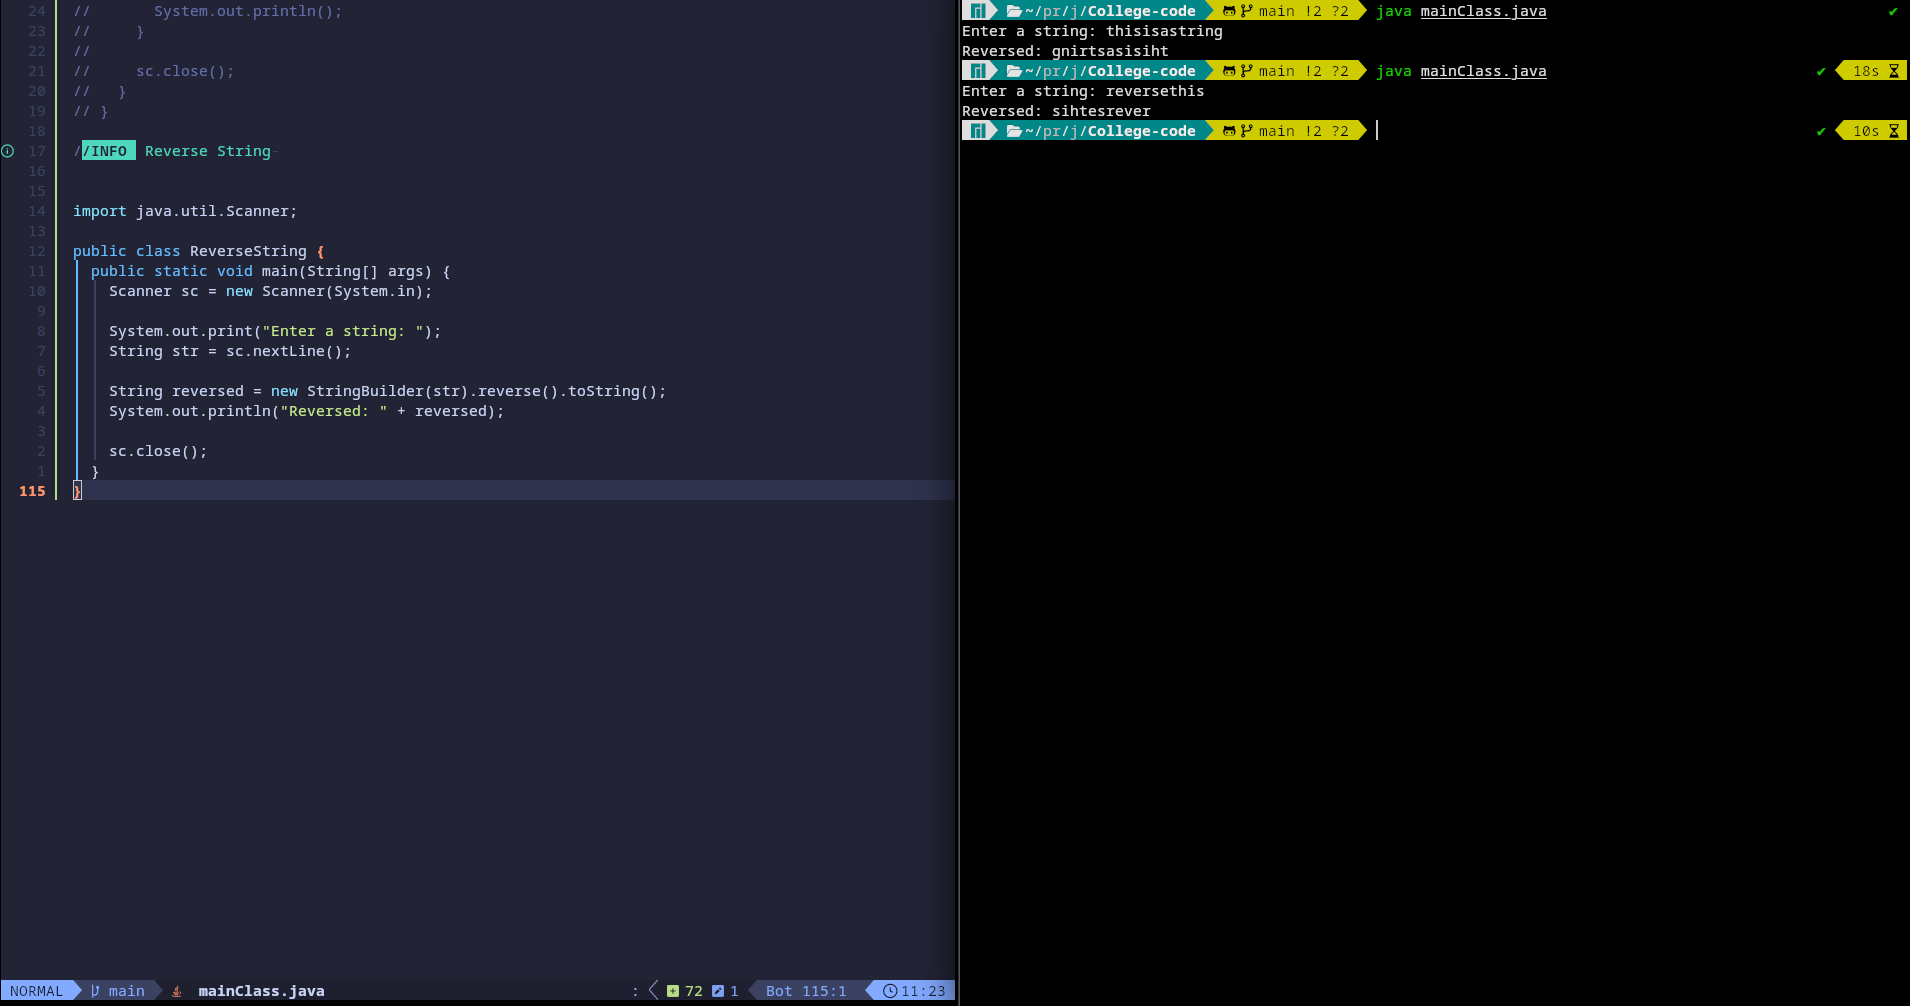 24 //       System.out.println();
23 //     }
22 //
21 //     sc.close();
20 //   }
19 // }
18
17 //INFO Reverse String-
16
15
14 import java.util.Scanner;
13
12 public class ReverseString {
11   public static void main(String[] args) {
10     Scanner sc = new Scanner(System.in);
9
8     System.out.print("Enter a string: ");
7     String str = sc.nextLine();
6
5     String reversed = new StringBuilder(str).reverse().toString();
4     System.out.println("Reversed: " + reversed);
3
2     sc.close();
1   }
115 }
NORMAL main mainClass.java : 72 1 Bot 115:1 11:23
~/pr/j/College-code main !2 ?2 java mainClass.java ✔
Enter a string: thisisastring
Reversed: gnirtsasisiht
~/pr/j/College-code main !2 ?2 java mainClass.java ✔ 18s
Enter a string: reversethis
Reversed: sihtesrever
~/pr/j/College-code main !2 ?2 ✔ 10s